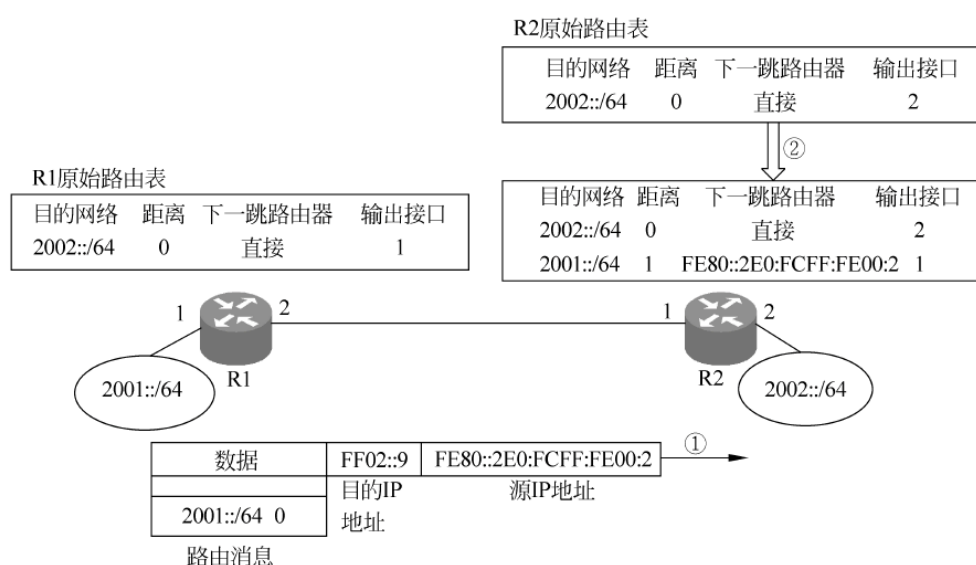 R2原始路由表
目的网络 距离 下一跳路由器 输出接口
2002::/64 0 直接 2
②
R1原始路由表
目的网络 距离 下一跳路由器 输出接口
2002::/64 0 直接 1
目的网络 距离 下一跳路由器 输出接口
2002::/64 0 直接 2
2001::/64 1 FE80::2E0:FCFF:FE00:2 1
1 2 1 2
R1 R2
2001::/64 2002::/64
数据 FF02::9 FE80::2E0:FCFF:FE00:2 ①
目的IP 源IP地址
地址
2001::/64 0
路由消息